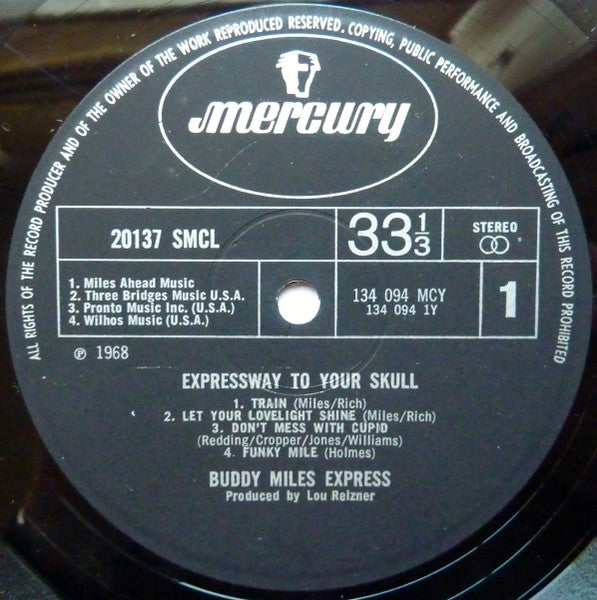 ALL RIGHTS OF THE RECORD PRODUCER AND OF THE OWNER OF THE WORK REPRODUCED RESERVED. COPYING, PUBLIC PERFORMANCE AND BROADCASTING OF THIS RECORD PROHIBITED
mercury
20137 SMCL
33 1/3
STEREO
1. Miles Ahead Music
2. Three Bridges Music U.S.A.
3. Pronto Music Inc. (U.S.A.)
4. Wilhos Music (U.S.A.)
134 094 MCY
134 094 1Y
1
℗ 1968
EXPRESSWAY TO YOUR SKULL
1. TRAIN (Miles/Rich)
2. LET YOUR LOVELIGHT SHINE (Miles/Rich)
3. DON'T MESS WITH CUPID
(Redding/Cropper/Jones/Williams)
4. FUNKY MILE (Holmes)
BUDDY MILES EXPRESS
Produced by Lou Reizner